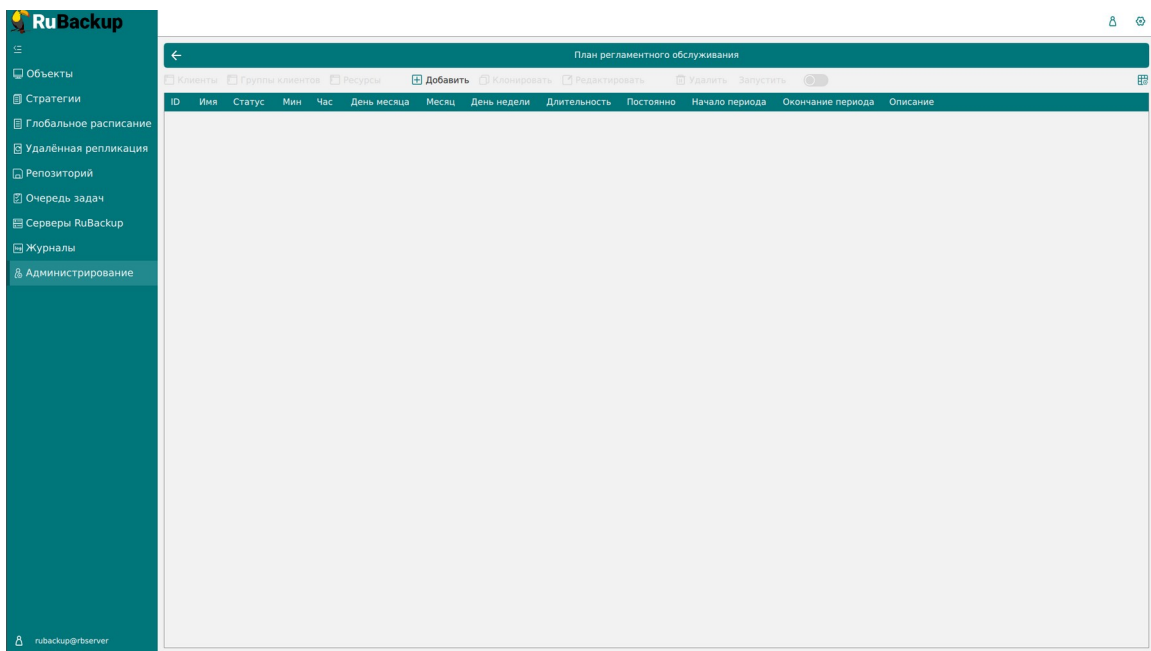 RuBackup
План регламентного обслуживания
Объекты
Стратегии
Глобальное расписание
Удалённая репликация
Репозиторий
Очередь задач
Серверы RuBackup
Журналы
Администрирование
Клиенты Группы клиентов Ресурсы Добавить Клонировать Редактировать Удалить Запустить
ID Имя Статус Мин Час День месяца Месяц День недели Длительность Постоянно Начало периода Окончание периода Описание
rubackup@rbserver